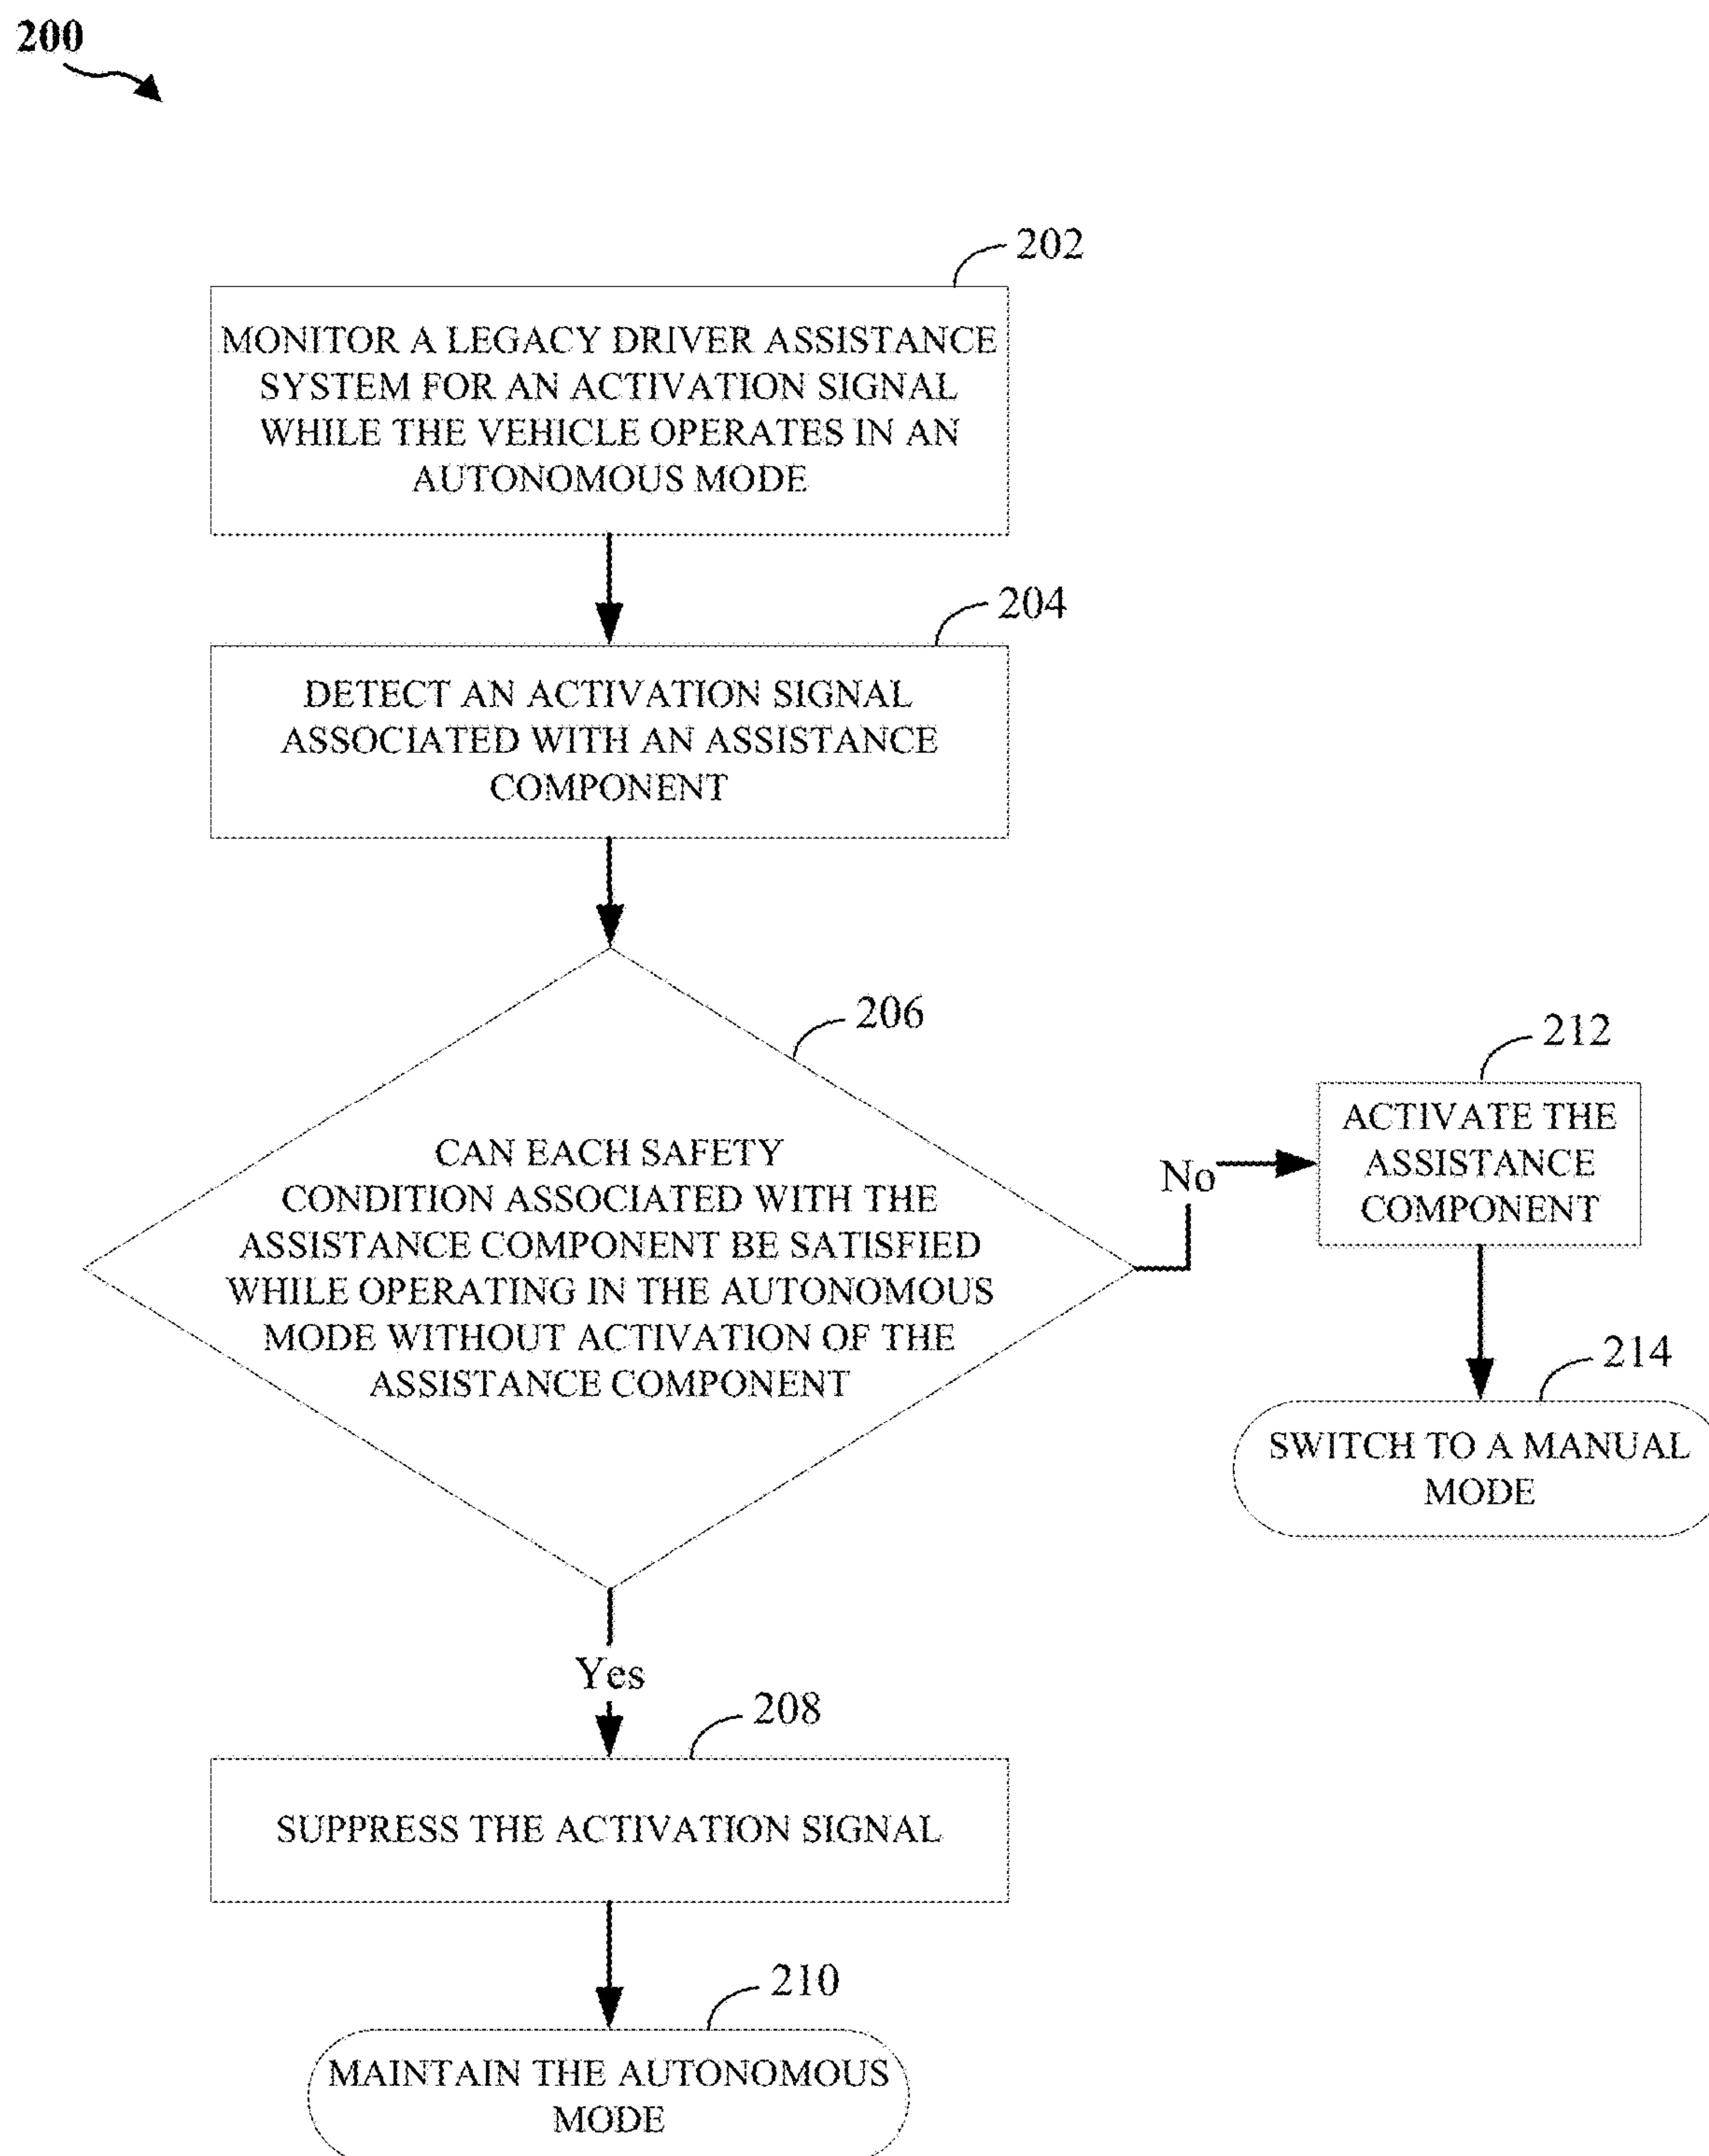 200
202
MONITOR A LEGACY DRIVER ASSISTANCE
SYSTEM FOR AN ACTIVATION SIGNAL
WHILE THE VEHICLE OPERATES IN AN
AUTONOMOUS MODE
204
DETECT AN ACTIVATION SIGNAL
ASSOCIATED WITH AN ASSISTANCE
COMPONENT
206
CAN EACH SAFETY
CONDITION ASSOCIATED WITH THE
ASSISTANCE COMPONENT BE SATISFIED
WHILE OPERATING IN THE AUTONOMOUS
MODE WITHOUT ACTIVATION OF THE
ASSISTANCE COMPONENT
No
212
ACTIVATE THE
ASSISTANCE
COMPONENT
214
SWITCH TO A MANUAL
MODE
Yes
208
SUPPRESS THE ACTIVATION SIGNAL
210
MAINTAIN THE AUTONOMOUS
MODE